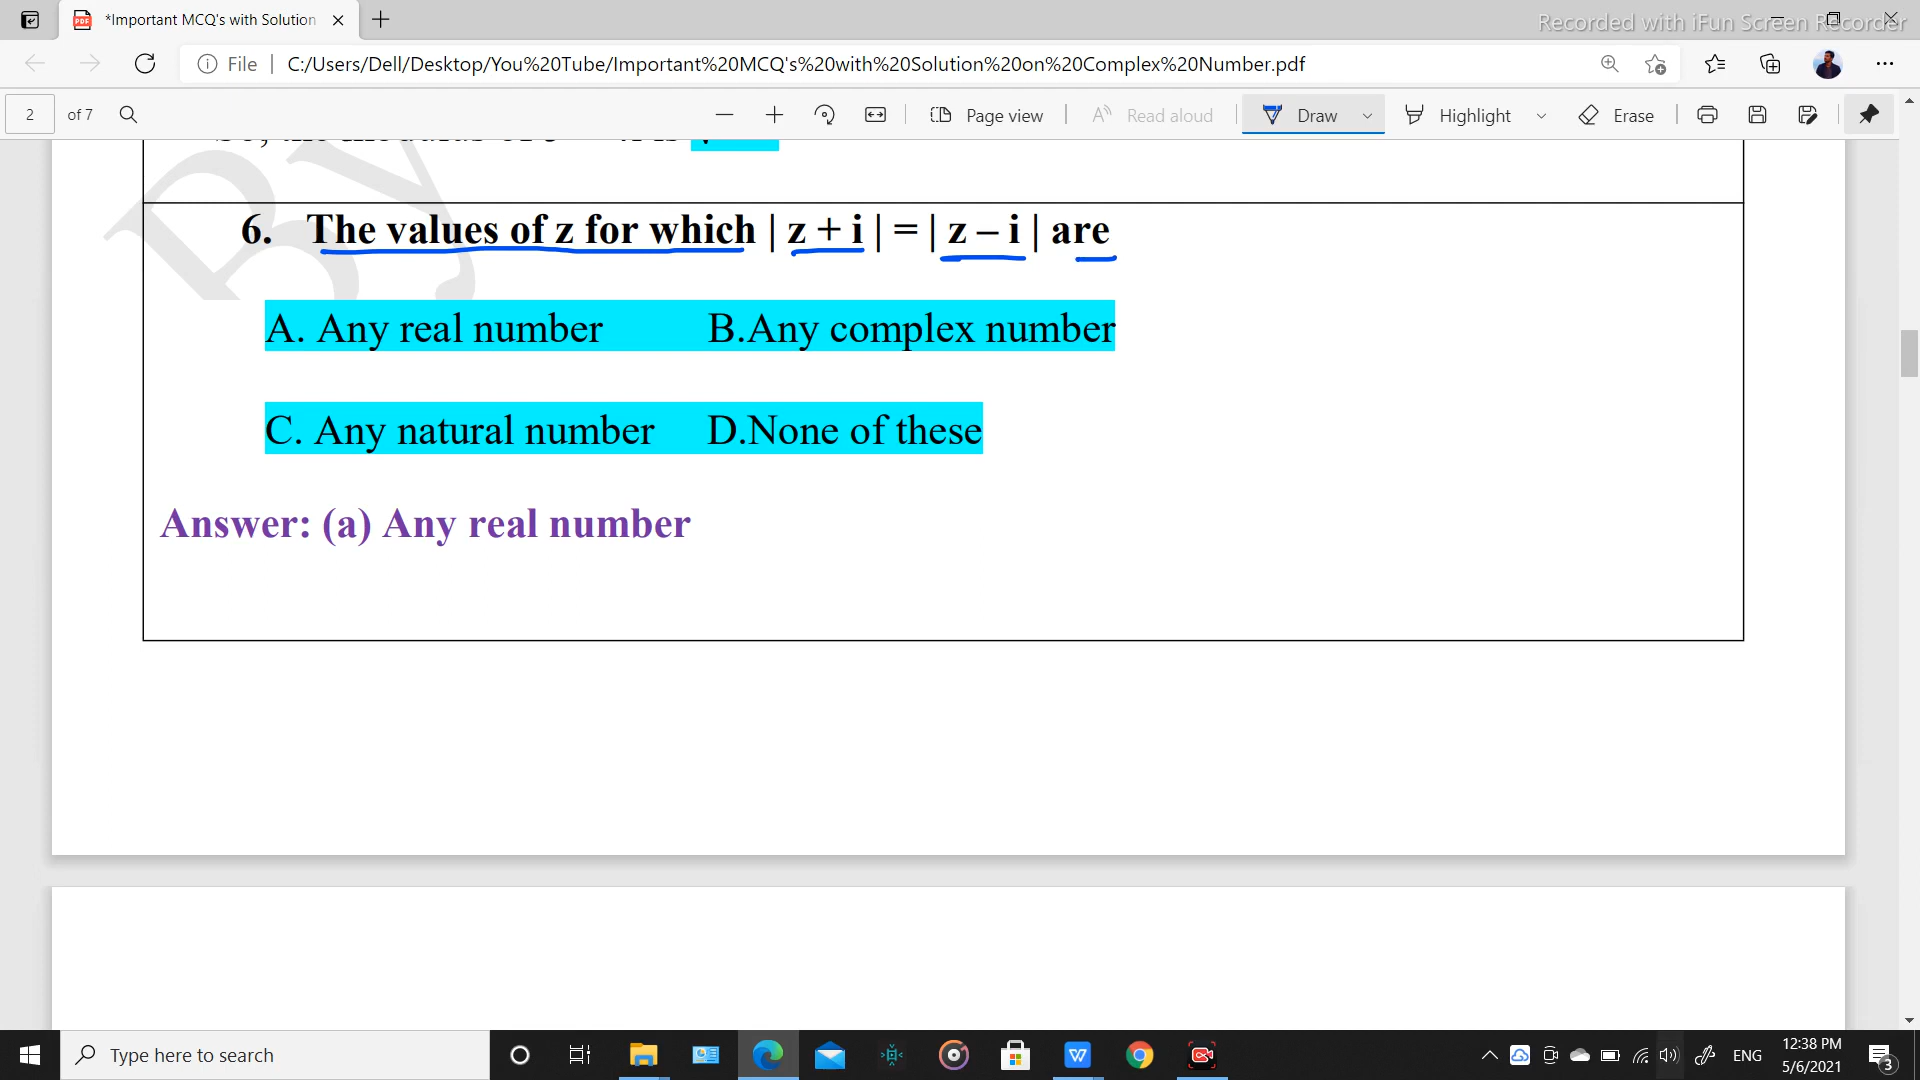 *Important MCQ's with Solution
Recorded with iFun Screen Recorder
File
C:/Users/Dell/Desktop/You%20Tube/Important%20MCQ's%20with%20Solution%20on%20Complex%20Number.pdf
2 of 7
Page view
Read aloud
Draw
Highlight
Erase
By
6. The values of z for which | z + i | = | z – i | are
A. Any real number B.Any complex number
C. Any natural number D.None of these
Answer: (a) Any real number
Type here to search
ENG
12:38 PM
5/6/2021
3